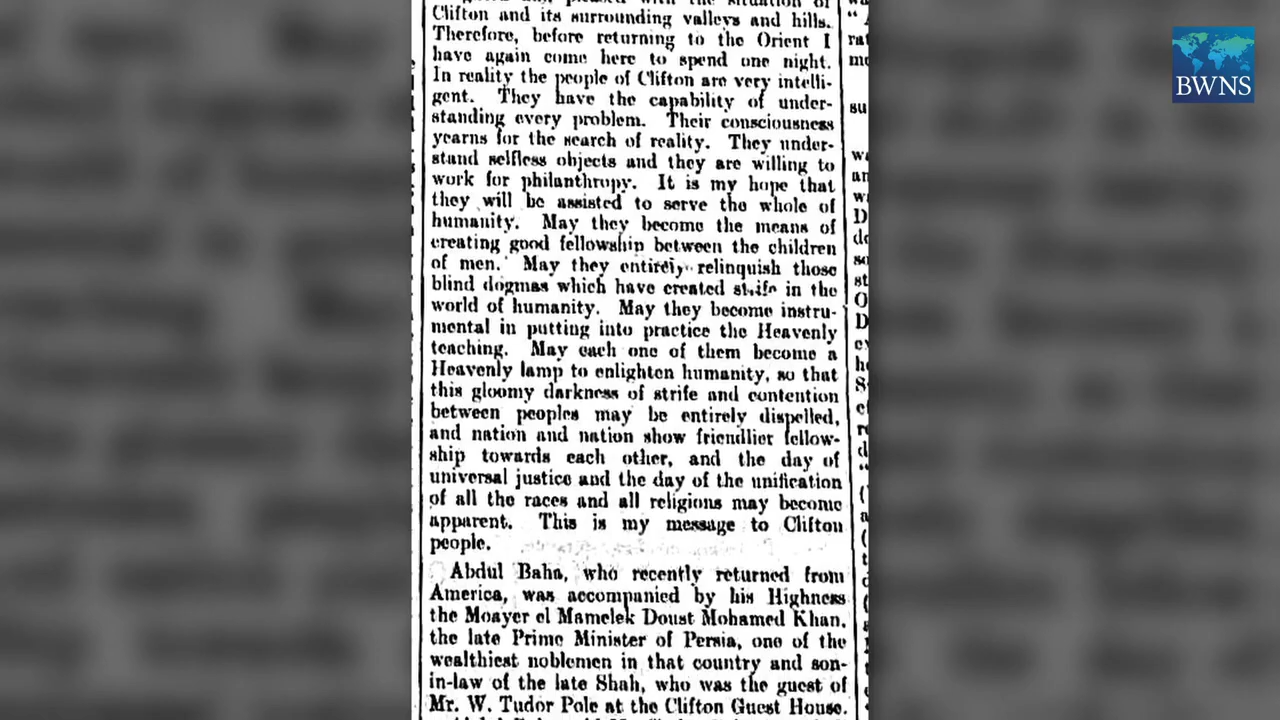 pleased with the situation of
Clifton and its surrounding valleys and hills.
Therefore, before returning to the Orient I
have again come here to spend one night.
In reality the people of Clifton are very intelli-
gent. They have the capability of under-
standing every problem. Their consciousness
yearns for the search of reality. They under-
stand selfless objects and they are willing to
work for philanthropy. It is my hope that
they will be assisted to serve the whole of
humanity. May they become the means of
creating good fellowship between the children
of men. May they entirely relinquish those
blind dogmas which have created strife in the
world of humanity. May they become instru-
mental in putting into practice the Heavenly
teaching. May each one of them become a
Heavenly lamp to enlighten humanity, so that
this gloomy darkness of strife and contention
between peoples may be entirely dispelled,
and nation and nation show friendlier fellow-
ship towards each other, and the day of
universal justice and the day of the unification
of all the races and all religions may become
apparent. This is my message to Clifton
people.
Abdul Baha, who recently returned from
America, was accompanied by his Highness
the Moayer el Mamelek Doust Mohamed Khan,
the late Prime Minister of Persia, one of the
wealthiest noblemen in that country and son-
in-law of the late Shah, who was the guest of
Mr. W. Tudor Pole at the Clifton Guest House.
BWNS